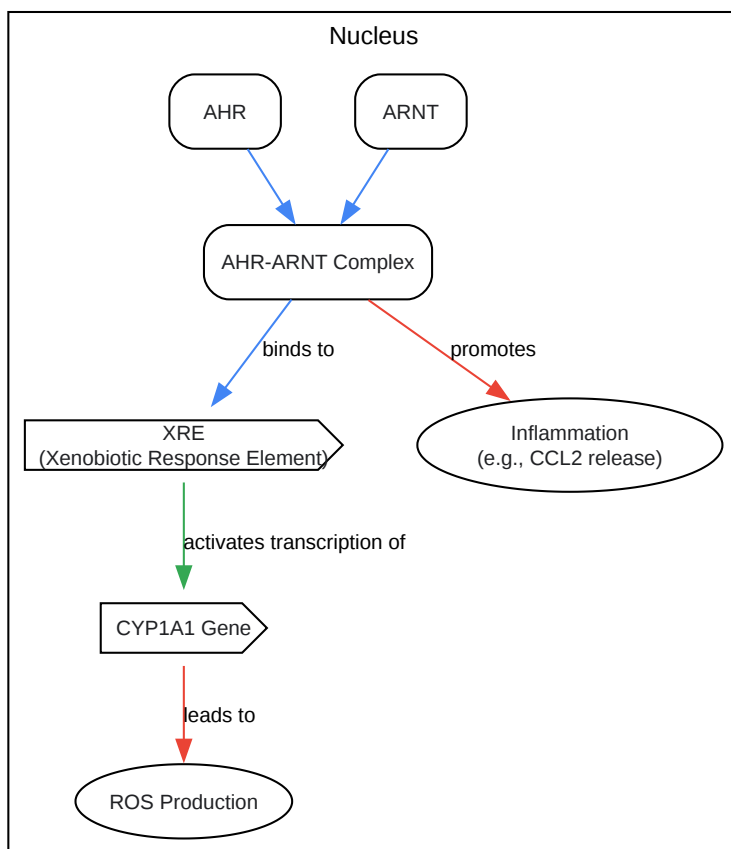 Nucleus
AHR
ARNT
AHR-ARNT Complex
binds to
promotes
XRE
(Xenobiotic Response Element)
Inflammation
(e.g., CCL2 release)
activates transcription of
CYP1A1 Gene
leads to
ROS Production